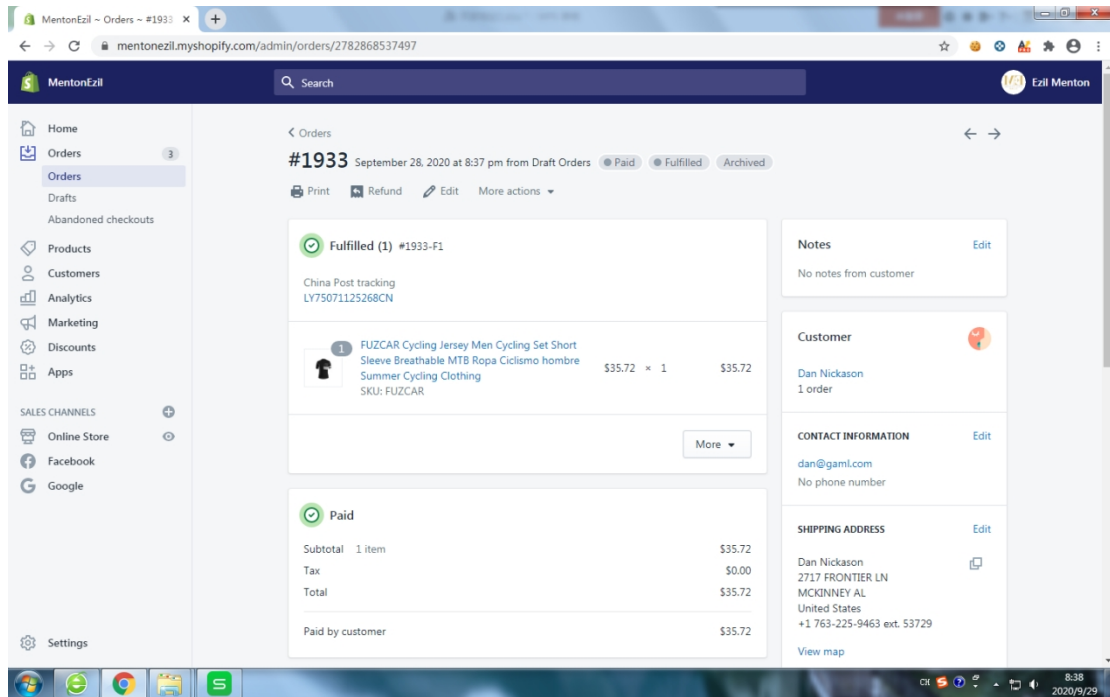 MentonEzil ~ Orders ~ #1933
mentonezil.myshopify.com/admin/orders/2782868537497
MentonEzil
Search
Ezil Menton
Home
Orders 3
Orders
Drafts
Abandoned checkouts
Products
Customers
Analytics
Marketing
Discounts
Apps
SALES CHANNELS
Online Store
Facebook
Google
Settings
Orders
#1933 September 28, 2020 at 8:37 pm from Draft Orders Paid Fulfilled Archived
Print Refund Edit More actions
Fulfilled (1) #1933-F1
China Post tracking
LY75071125268CN
1
FUZCAR Cycling Jersey Men Cycling Set Short
Sleeve Breathable MTB Ropa Ciclismo hombre
Summer Cycling Clothing
SKU: FUZCAR
$35.72 × 1 $35.72
More
Paid
Subtotal 1 item $35.72
Tax $0.00
Total $35.72
Paid by customer $35.72
Notes Edit
No notes from customer
Customer
Dan Nickason
1 order
CONTACT INFORMATION Edit
dan@gaml.com
No phone number
SHIPPING ADDRESS Edit
Dan Nickason
2717 FRONTIER LN
MCKINNEY AL
United States
+1 763-225-9463 ext. 53729
View map
CH
8:38
2020/9/29